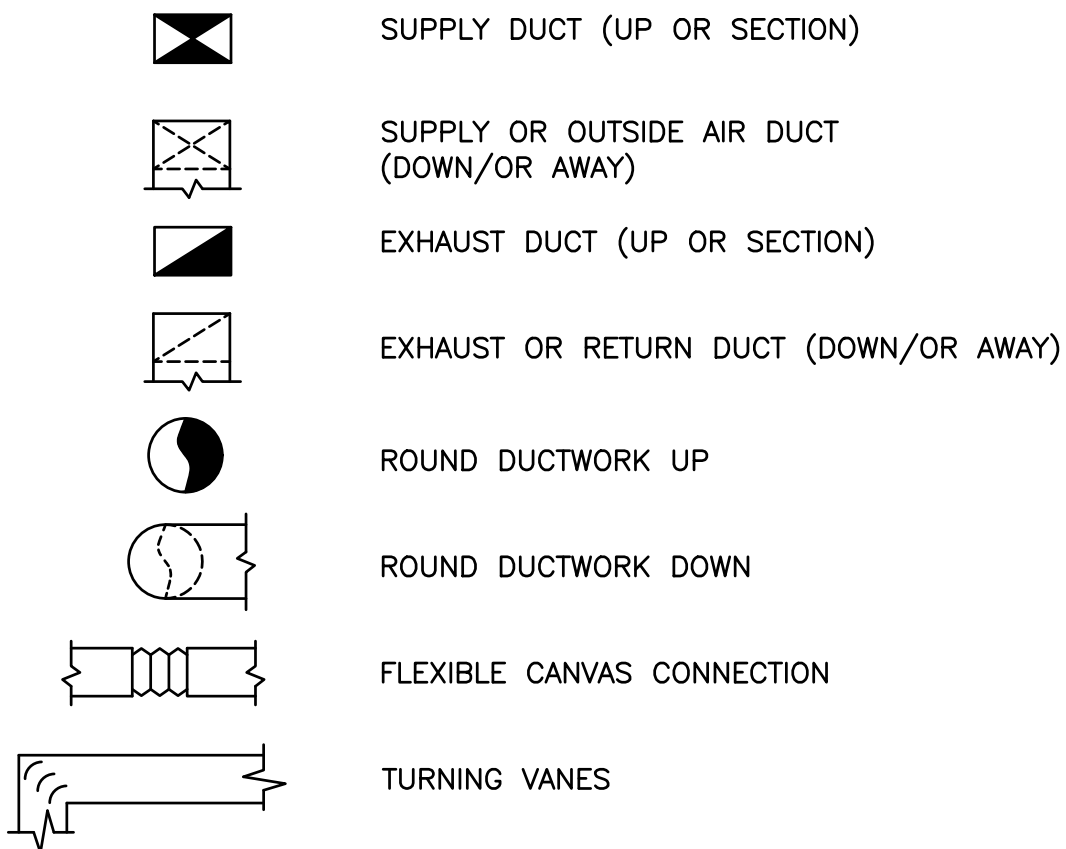 SUPPLY DUCT (UP OR SECTION)
SUPPLY OR OUTSIDE AIR DUCT
(DOWN/OR AWAY)
EXHAUST DUCT (UP OR SECTION)
EXHAUST OR RETURN DUCT (DOWN/OR AWAY)
ROUND DUCTWORK UP
ROUND DUCTWORK DOWN
FLEXIBLE CANVAS CONNECTION
TURNING VANES